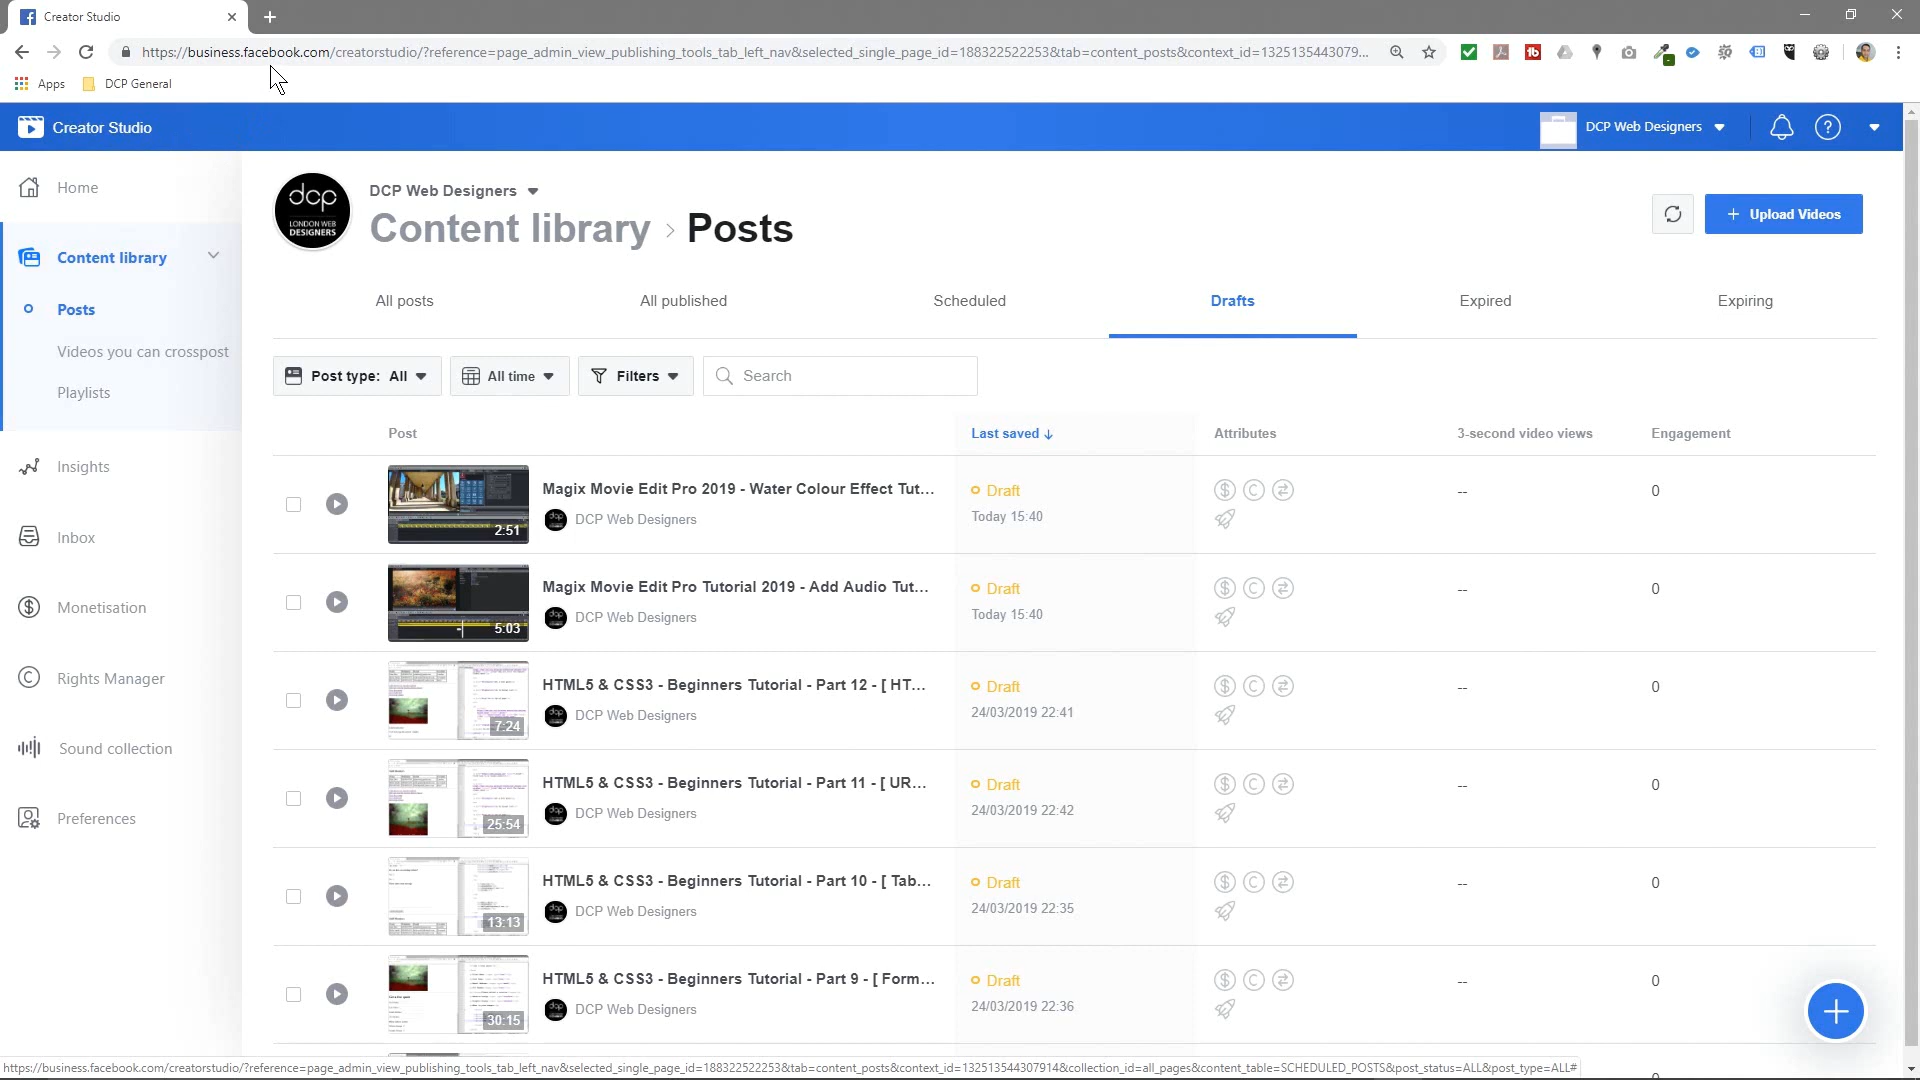 Creator Studio
https://business.facebook.com/creatorstudio/?reference=page_admin_view_publishing_tools_tab_left_nav&selected_single_page_id=188322522253&tab=content_posts&context_id=1325135443079...
Apps
DCP General
Creator Studio
DCP Web Designers
Home
Content library
Posts
Videos you can crosspost
Playlists
Insights
Inbox
Monetisation
Rights Manager
Sound collection
Preferences
dcp
LONDON WEB
DESIGNERS
DCP Web Designers
Content library > Posts
+ Upload Videos
All posts
All published
Scheduled
Drafts
Expired
Expiring
Post type: All
All time
Filters
Search
Post
Last saved ↓
Attributes
3-second video views
Engagement
2:51
Magix Movie Edit Pro 2019 - Water Colour Effect Tut...
DCP Web Designers
Draft
Today 15:40
--
0
5:03
Magix Movie Edit Pro Tutorial 2019 - Add Audio Tut...
DCP Web Designers
Draft
Today 15:40
--
0
7:24
HTML5 & CSS3 - Beginners Tutorial - Part 12 - [ HT...
DCP Web Designers
Draft
24/03/2019 22:41
--
0
25:54
HTML5 & CSS3 - Beginners Tutorial - Part 11 - [ UR...
DCP Web Designers
Draft
24/03/2019 22:42
--
0
13:13
HTML5 & CSS3 - Beginners Tutorial - Part 10 - [ Tab...
DCP Web Designers
Draft
24/03/2019 22:35
--
0
30:15
HTML5 & CSS3 - Beginners Tutorial - Part 9 - [ Form...
DCP Web Designers
Draft
24/03/2019 22:36
--
0
https://business.facebook.com/creatorstudio/?reference=page_admin_view_publishing_tools_tab_left_nav&selected_single_page_id=188322522253&tab=content_posts&context_id=1325135443079144&collection_id=all_pages&content_table=SCHEDULED_POSTS&post_status=ALL&post_type=ALL#